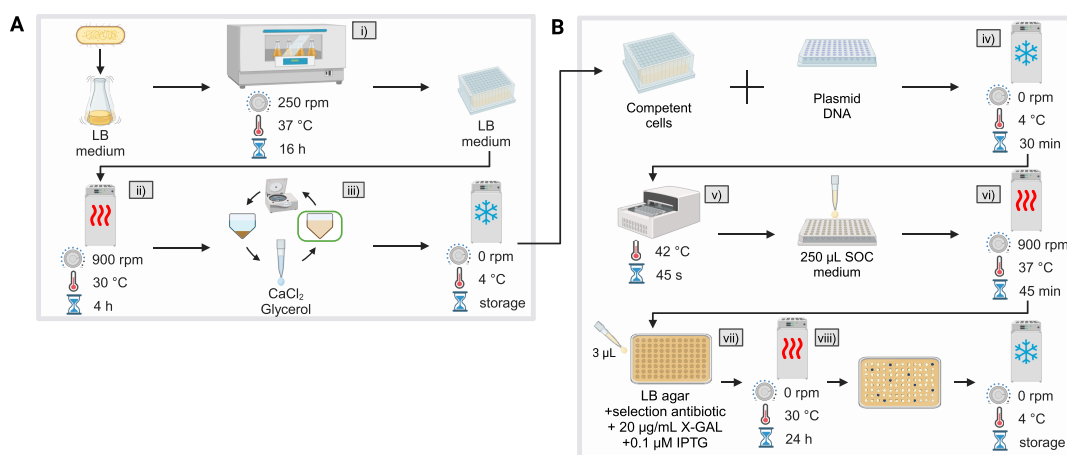 A
i)
LB
medium
250 rpm
37 °C
16 h
LB
medium
ii)
900 rpm
30 °C
4 h
iii)
CaCl₂
Glycerol
0 rpm
4 °C
storage
B
Competent
cells
Plasmid
DNA
iv)
0 rpm
4 °C
30 min
v)
42 °C
45 s
250 µL SOC
medium
vi)
900 rpm
37 °C
45 min
3 µL
vii)
LB agar
+selection antibiotic
+ 20 µg/mL X-GAL
+0.1 µM IPTG
viii)
0 rpm
30 °C
24 h
0 rpm
4 °C
storage